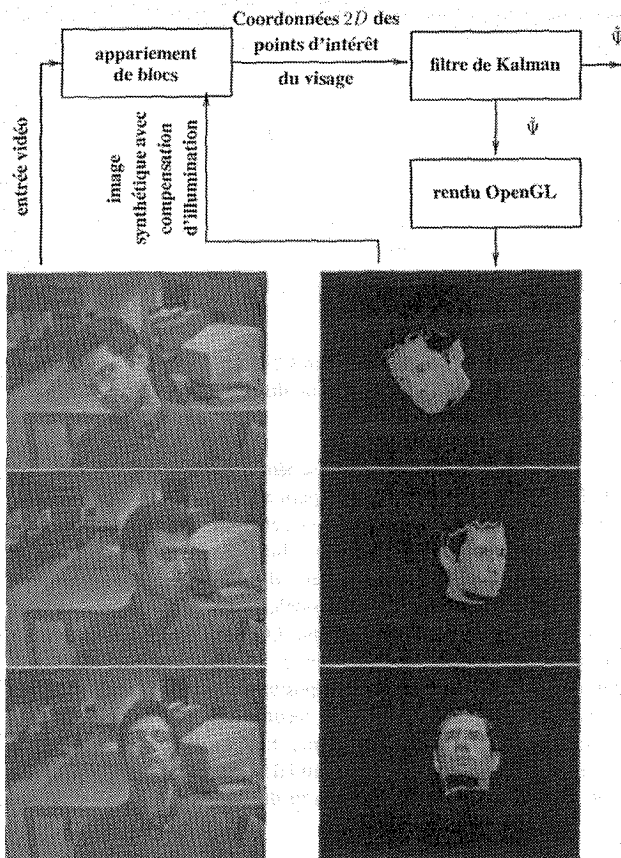 Coordonnées 2D des
points d'intérêt
du visage
appariement
de blocs
filtre de Kalman
Ψ̂
Ψ̂
rendu OpenGL
entrée vidéo
image
synthétique avec
compensation
d'illumination